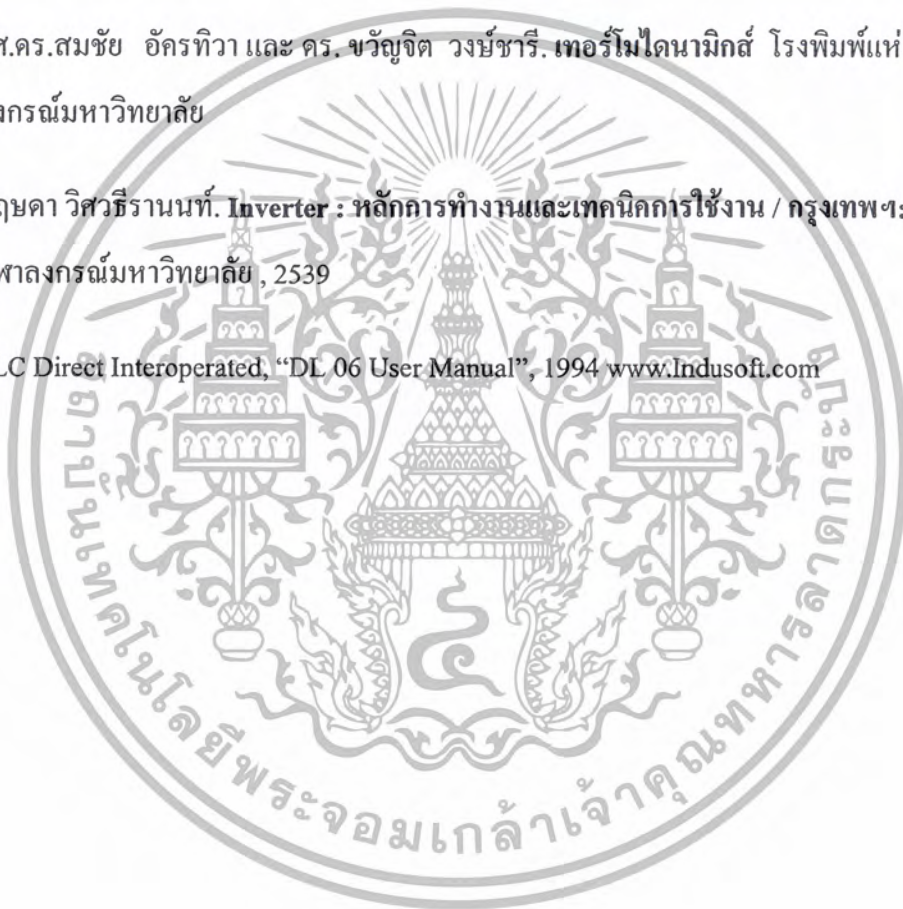 ศ.ดร.สมชัย อัครทิวา และ ดร. ขวัญจิต วงษ์ชารี. เทอร์โมไดนามิกส์ โรงพิมพ์แห่
งกรณ์มหาวิทยาลัย
ฤษดา วิศวธีรานนท์. Inverter : หลักการทำงานและเทคนิคการใช้งาน / กรุงเทพฯ:
ฬาลงกรณ์มหาวิทยาลัย , 2539
LC Direct Interoperated, “DL 06 User Manual”, 1994 www.Indusoft.com
สถาบันเทคโนโลยีพระจอมเกล้าเจ้าคุณทหารลาดกระบัง
๔